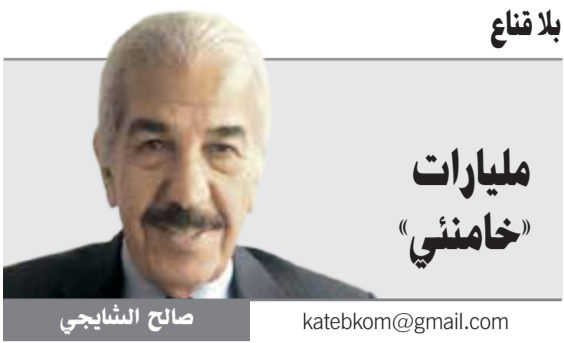 بلا قناع
مليارات
«خامنئي»
صالح الشايجي
katebkom@gmail.com